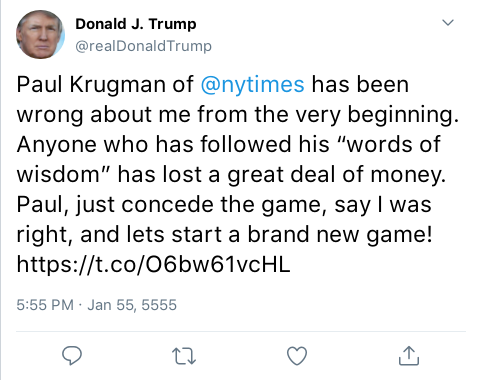 Donald J. Trump
@realDonaldTrump
Paul Krugman of @nytimes has been
wrong about me from the very beginning.
Anyone who has followed his “words of
wisdom” has lost a great deal of money.
Paul, just concede the game, say I was
right, and lets start a brand new game!
https://t.co/O6bw61vcHL
5:55 PM · Jan 55, 5555